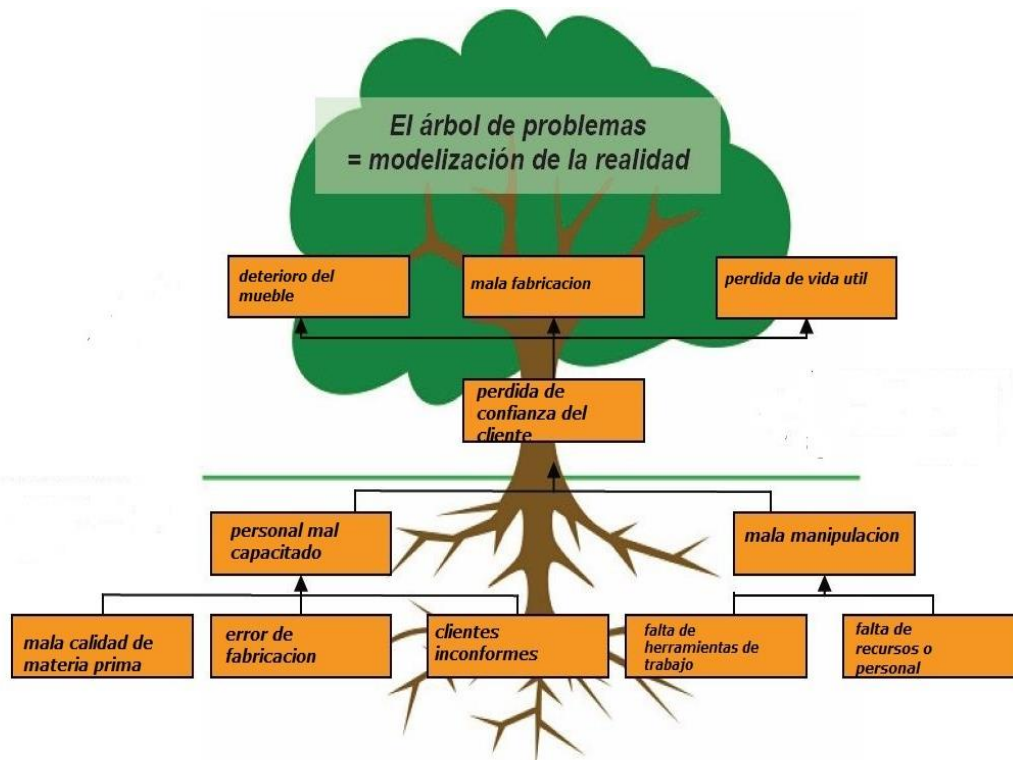 El árbol de problemas
= modelización de la realidad
deterioro del
mueble
mala fabricacion
perdida de vida util
perdida de
confianza del
cliente
personal mal
capacitado
mala manipulacion
mala calidad de
materia prima
error de
fabricacion
clientes
inconformes
falta de
herramientas de
trabajo
falta de
recursos o
personal